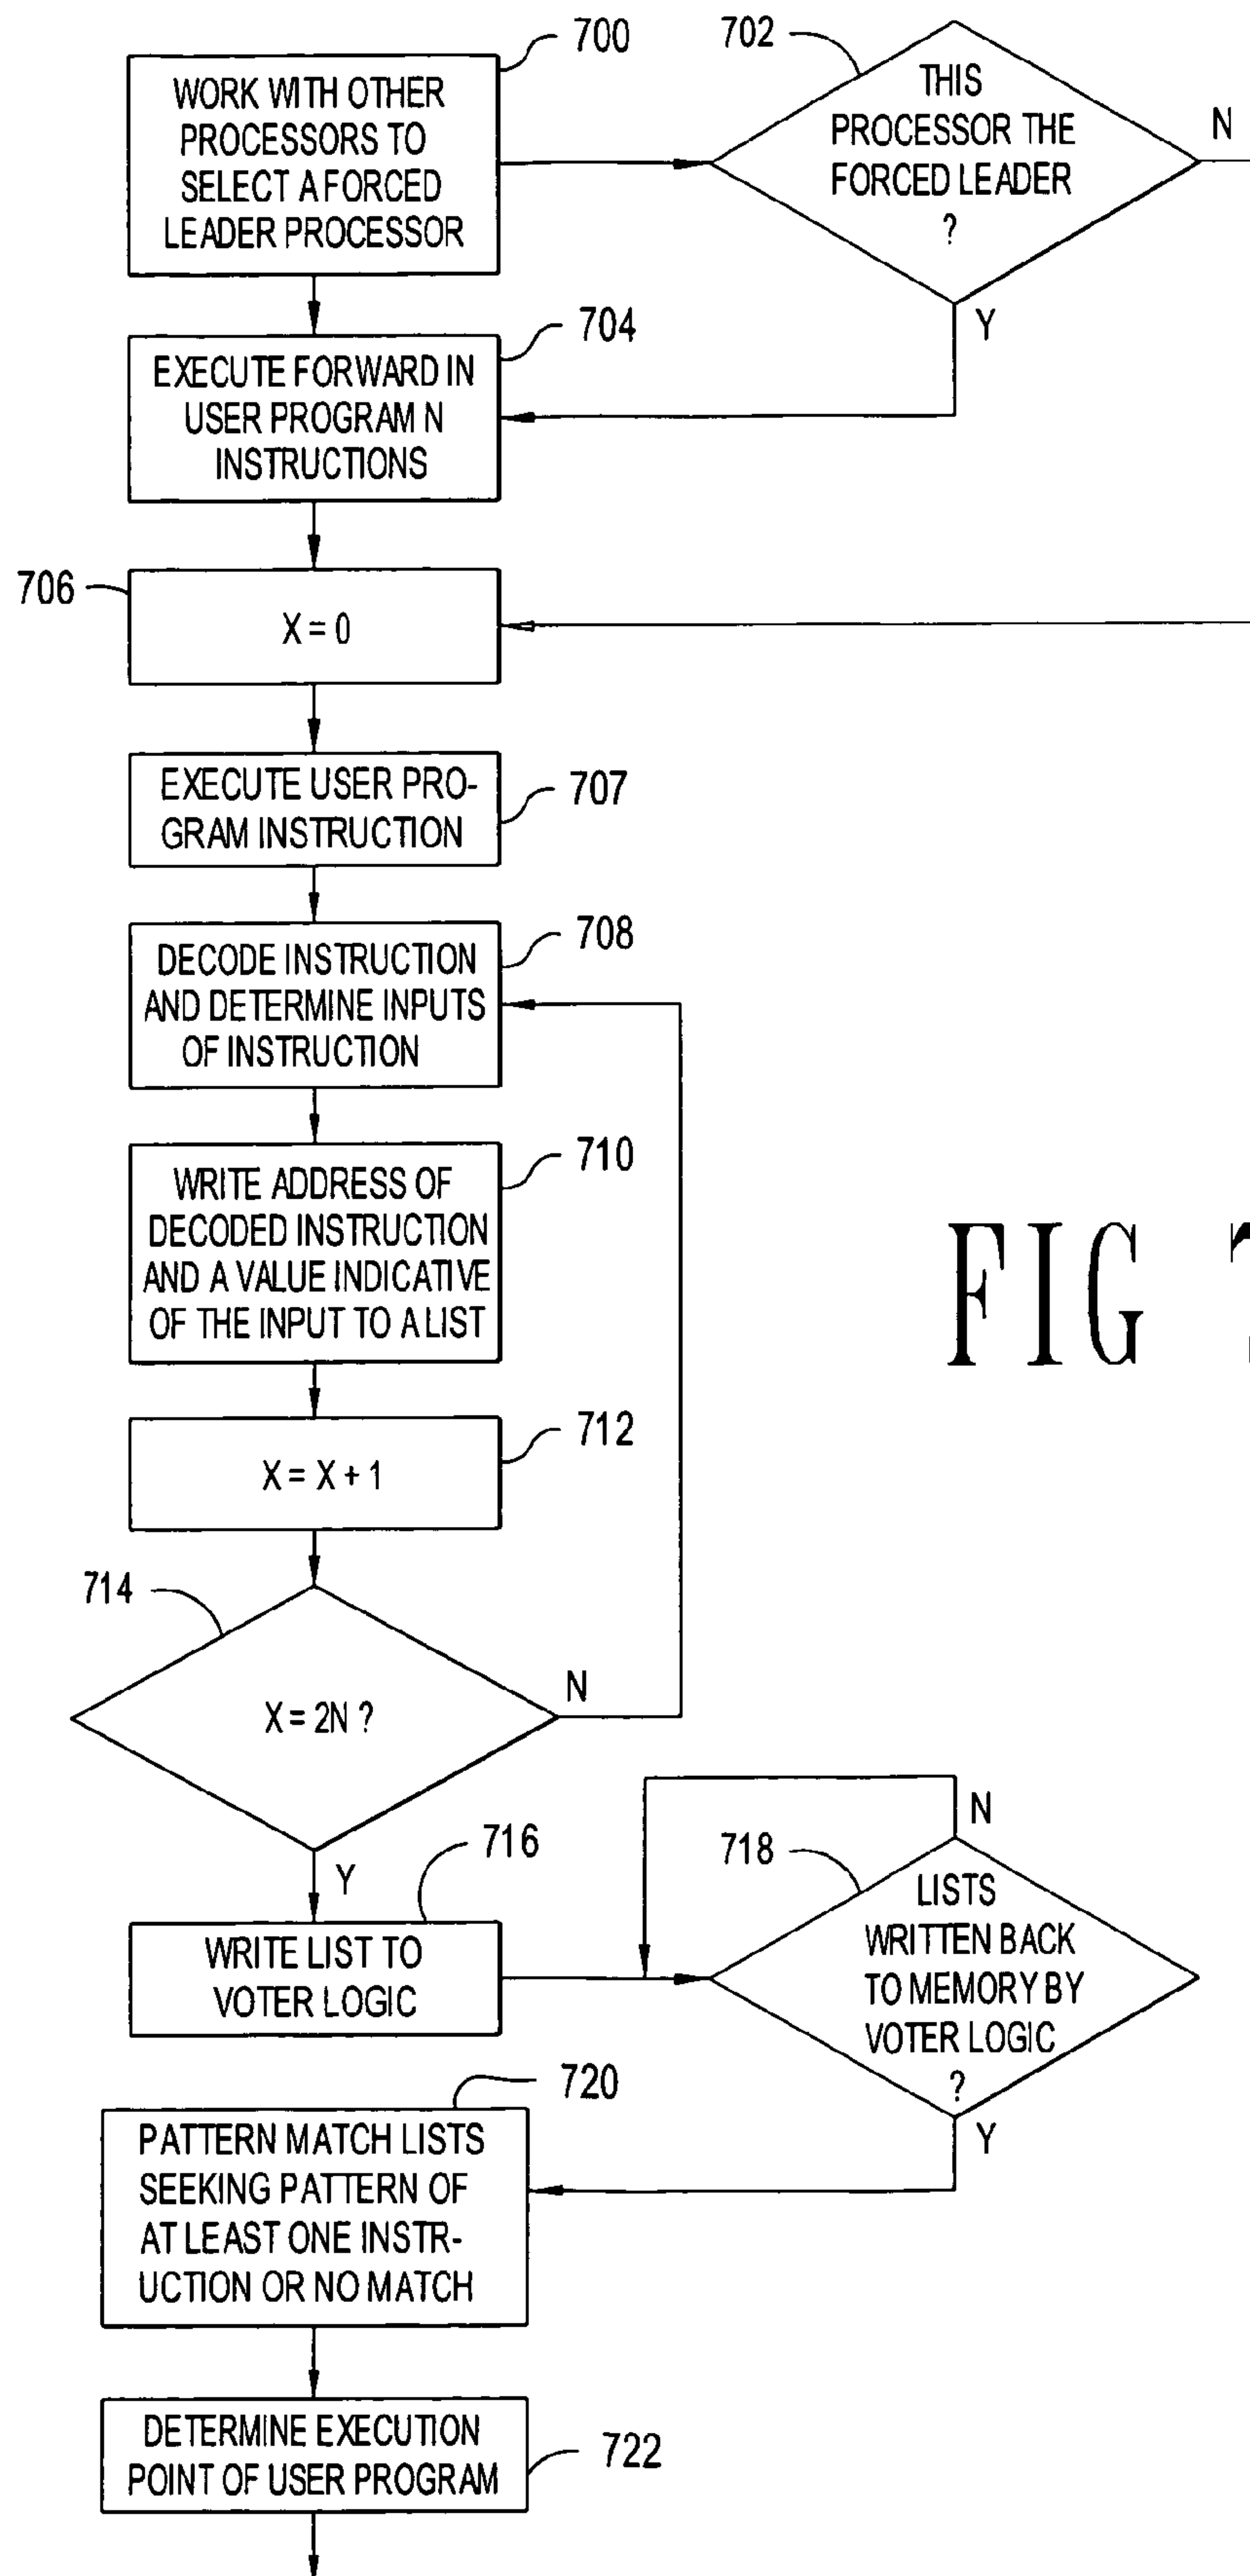 700
WORK WITH OTHER
PROCESSORS TO
SELECT A FORCED
LEADER PROCESSOR
702
THIS
PROCESSOR THE
FORCED LEADER
?
N
Y
704
EXECUTE FORWARD IN
USER PROGRAM N
INSTRUCTIONS
706
X = 0
707
EXECUTE USER PRO-
GRAM INSTRUCTION
708
DECODE INSTRUCTION
AND DETERMINE INPUTS
OF INSTRUCTION
710
WRITE ADDRESS OF
DECODED INSTRUCTION
AND A VALUE INDICATIVE
OF THE INPUT TO A LIST
FIG
712
X = X + 1
714
X = 2N ?
N
Y
716
WRITE LIST TO
VOTER LOGIC
718
N
LISTS
WRITTEN BACK
TO MEMORY BY
VOTER LOGIC
?
Y
720
PATTERN MATCH LISTS
SEEKING PATTERN OF
AT LEAST ONE INSTR-
UCTION OR NO MATCH
722
DETERMINE EXECUTION
POINT OF USER PROGRAM